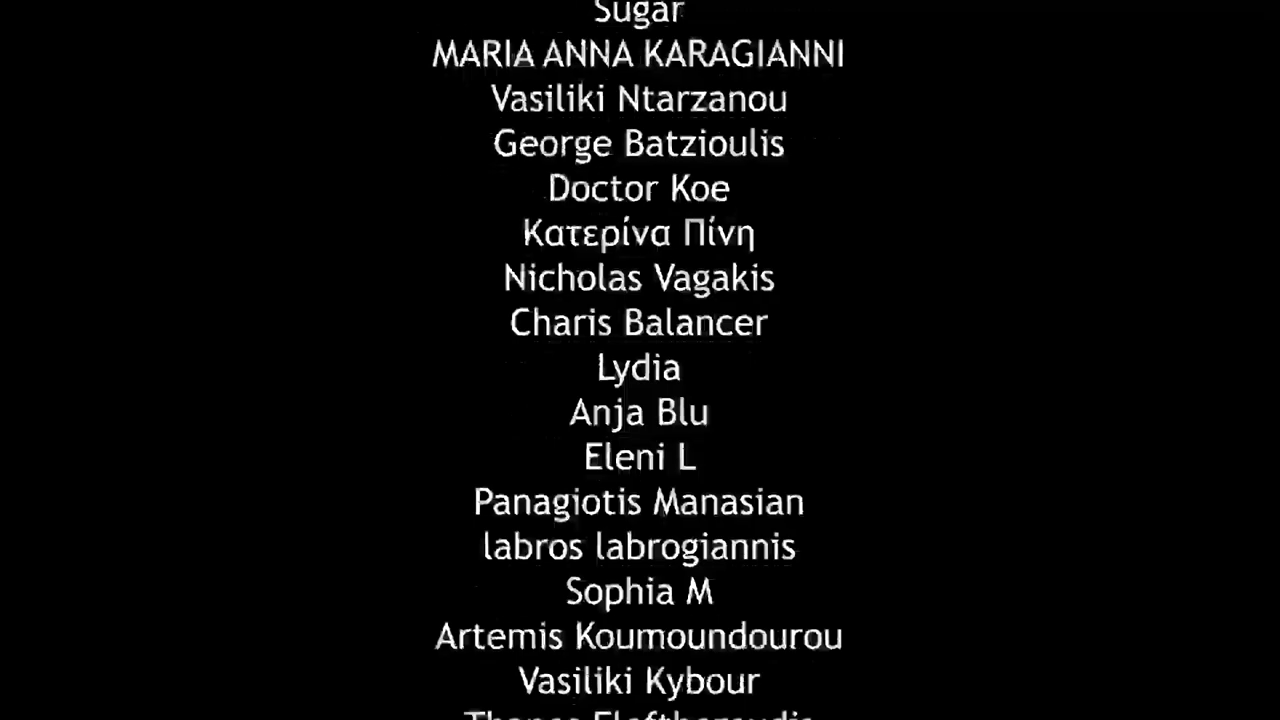 Sugar
MARIA ANNA KARAGIANNI
Vasiliki Ntarzanou
George Batzioulis
Doctor Koe
Κατερίνα Πίνη
Nicholas Vagakis
Charis Balancer
Lydia
Anja Blu
Eleni L
Panagiotis Manasian
labros labrogiannis
Sophia M
Artemis Koumoundourou
Vasiliki Kybour